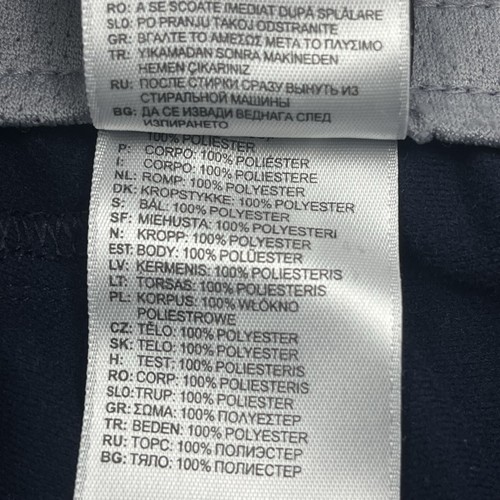 RO: A SE SCOATE IMEDIAT DUPĂ SPĂLARE
SLO: PO PRANJU TAKOJ ODSTRANITE
GR: ΒΓΑΛΤΕ ΤΟ ΑΜΕΣΩΣ ΜΕΤΑ ΤΟ ΠΛΥΣΙΜΟ
TR: YIKAMADAN SONRA MAKİNEDEN
HEMEN ÇIKARINIZ
RU: ПОСЛЕ СТИРКИ СРАЗУ ВЫНУТЬ ИЗ
СТИРАЛЬНОЙ МАШИНЫ
BG: ДА СЕ ИЗВАДИ ВЕДНАГА СЛЕД
ИЗПИРАНЕТО
100% POLIÉSTER
P: CORPO: 100% POLIÉSTER
I: CORPO: 100% POLIESTERE
NL: ROMP: 100% POLYESTER
DK: KROPSTYKKE: 100% POLYESTER
S: BÅL: 100% POLYESTER
SF: MIEHUSTA: 100% POLYESTERI
N: KROPP: 100% POLYESTER
EST: BODY: 100% POLÜESTER
LV: KERMENIS: 100% POLIESTERIS
LT: TORSAS: 100% POLIESTERIS
PL: KORPUS: 100% WŁÓKNO
POLIESTROWE
CZ: TĚLO: 100% POLYESTER
SK: TELO: 100% POLYESTER
H: TEST: 100% POLIESTERIS
RO: CORP: 100% POLIESTERIS
SLO: TRUP: 100% POLIESTER
GR: ΣΩΜΑ: 100% ΠΟΛΥΕΣΤΕΡ
TR: BEDEN: 100% POLYESTER
RU: ТОРС: 100% ПОЛИЭСТЕР
BG: ТЯЛО: 100% ПОЛИЕСТЕР